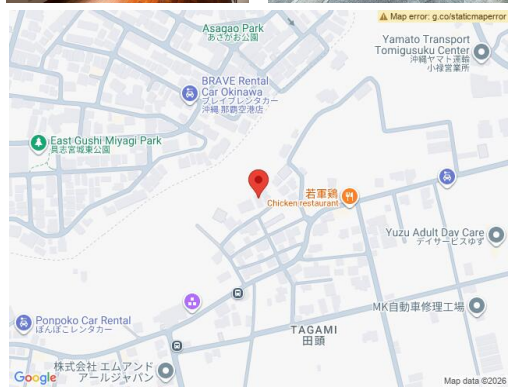 Map error: g.co/staticmaperror
Asagao Park
あさがお公園
Yamato Transport
Tomigusuku Center
沖縄ヤマト運輸
小禄営業所
BRAVE Rental
Car Okinawa
ブレイブレンタカー
沖縄 那覇空港店
East Gushi Miyagi Park
具志宮城東公園
若軍鶏
Chicken restaurant
Yuzu Adult Day Care
デイサービスゆず
MK自動車修理工場
Ponpoko Car Rental
ぽんぽこレンタカー
TAGAMI
田頭
株式会社 エムアンド
アールジャパン
Google
Map data ©2026